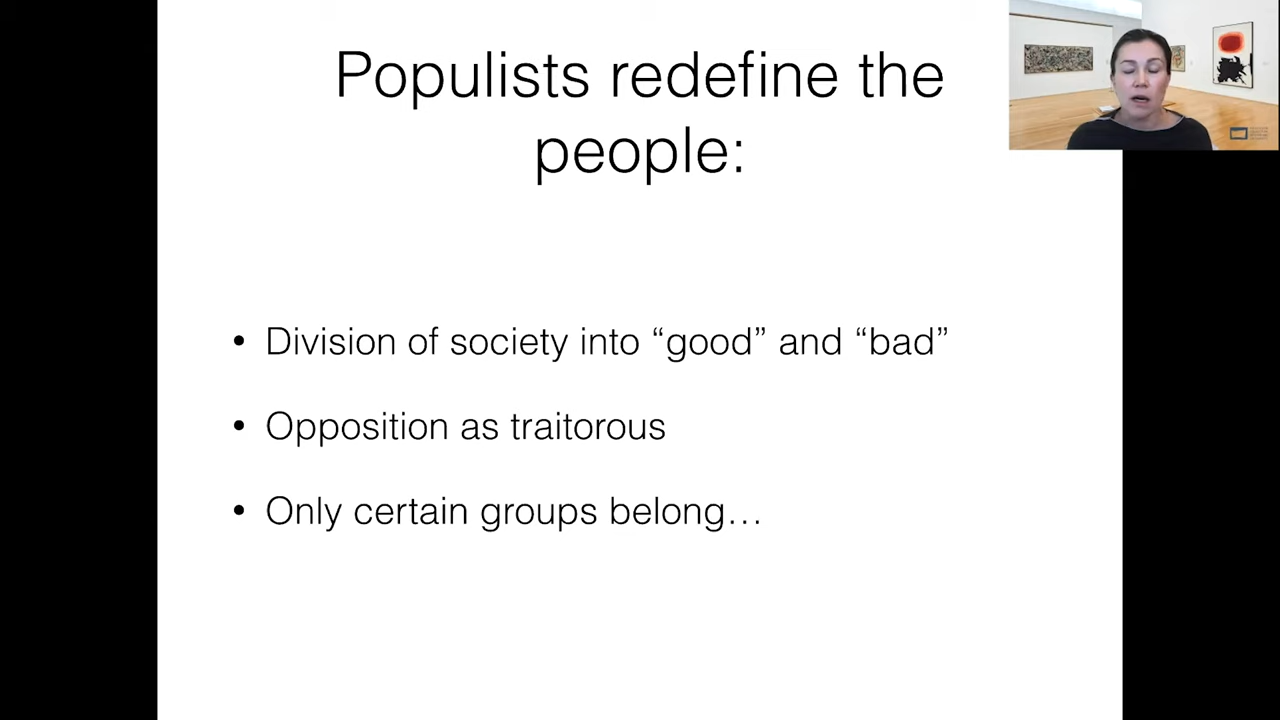 Populists redefine the
people:
• Division of society into “good” and “bad”
• Opposition as traitorous
• Only certain groups belong…